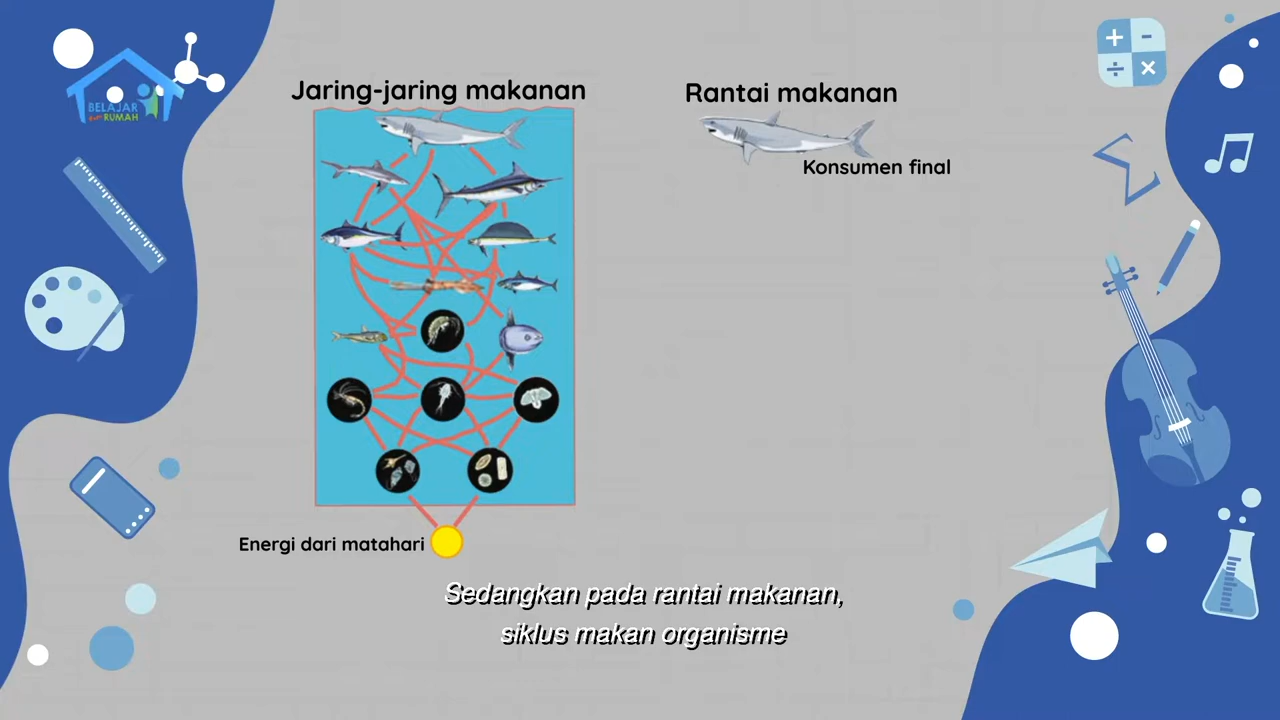 BELAJAR
dari RUMAH
Jaring-jaring makanan
Rantai makanan
Konsumen final
Energi dari matahari
Sedangkan pada rantai makanan,
siklus makan organisme